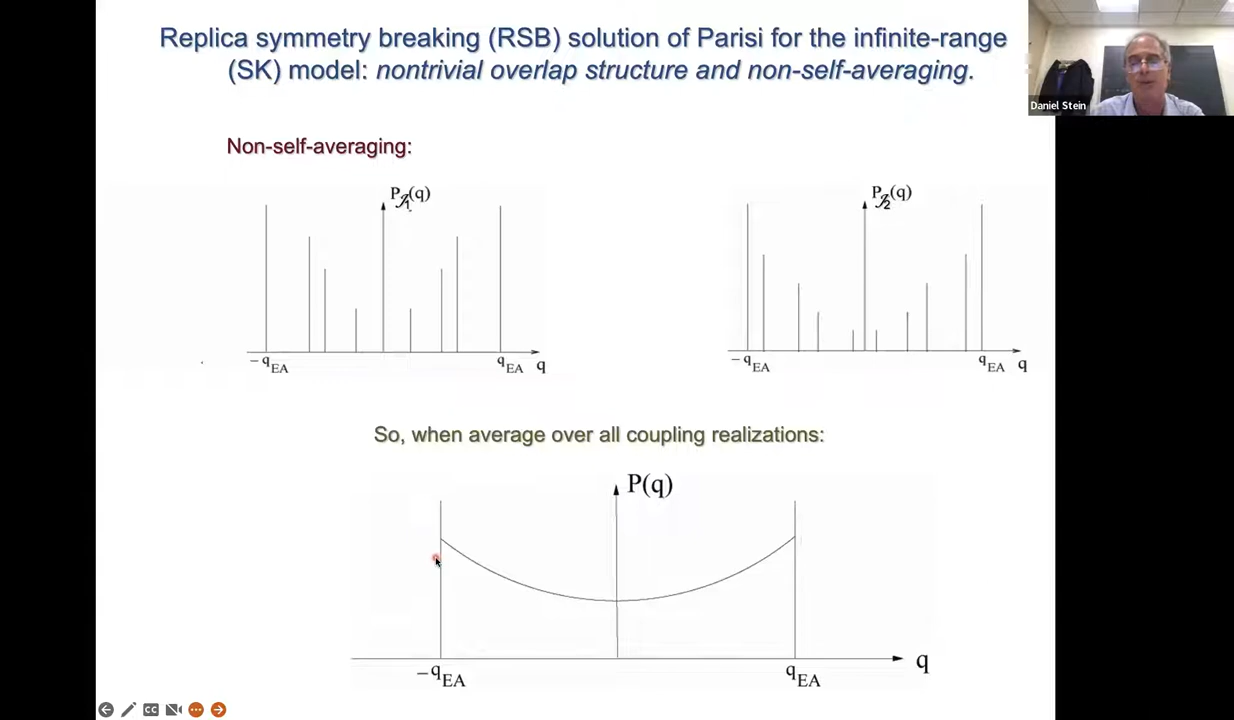 Replica symmetry breaking (RSB) solution of Parisi for the infinite-range
(SK) model: nontrivial overlap structure and non-self-averaging.
Daniel Stein
Non-self-averaging:
P𝒥1(q)
P𝒥2(q)
−qEA
qEA q
−qEA
qEA q
So, when average over all coupling realizations:
P(q)
−qEA
qEA
q
CC